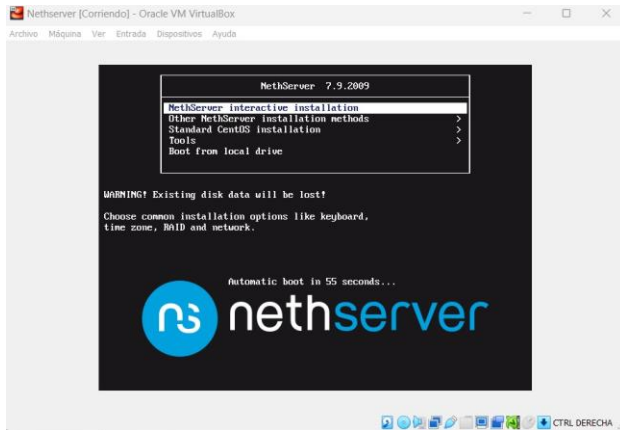 Nethserver [Corriendo] - Oracle VM VirtualBox
Archivo Máquina Ver Entrada Dispositivos Ayuda
NethServer 7.9.2009
NethServer interactive installation
Other NethServer installation methods >
Standard CentOS installation >
Tools >
Boot from local drive
WARNING! Existing disk data will be lost!
Choose common installation options like keyboard,
time zone, RAID and network.
Automatic boot in 55 seconds...
ns nethserver
CTRL DERECHA